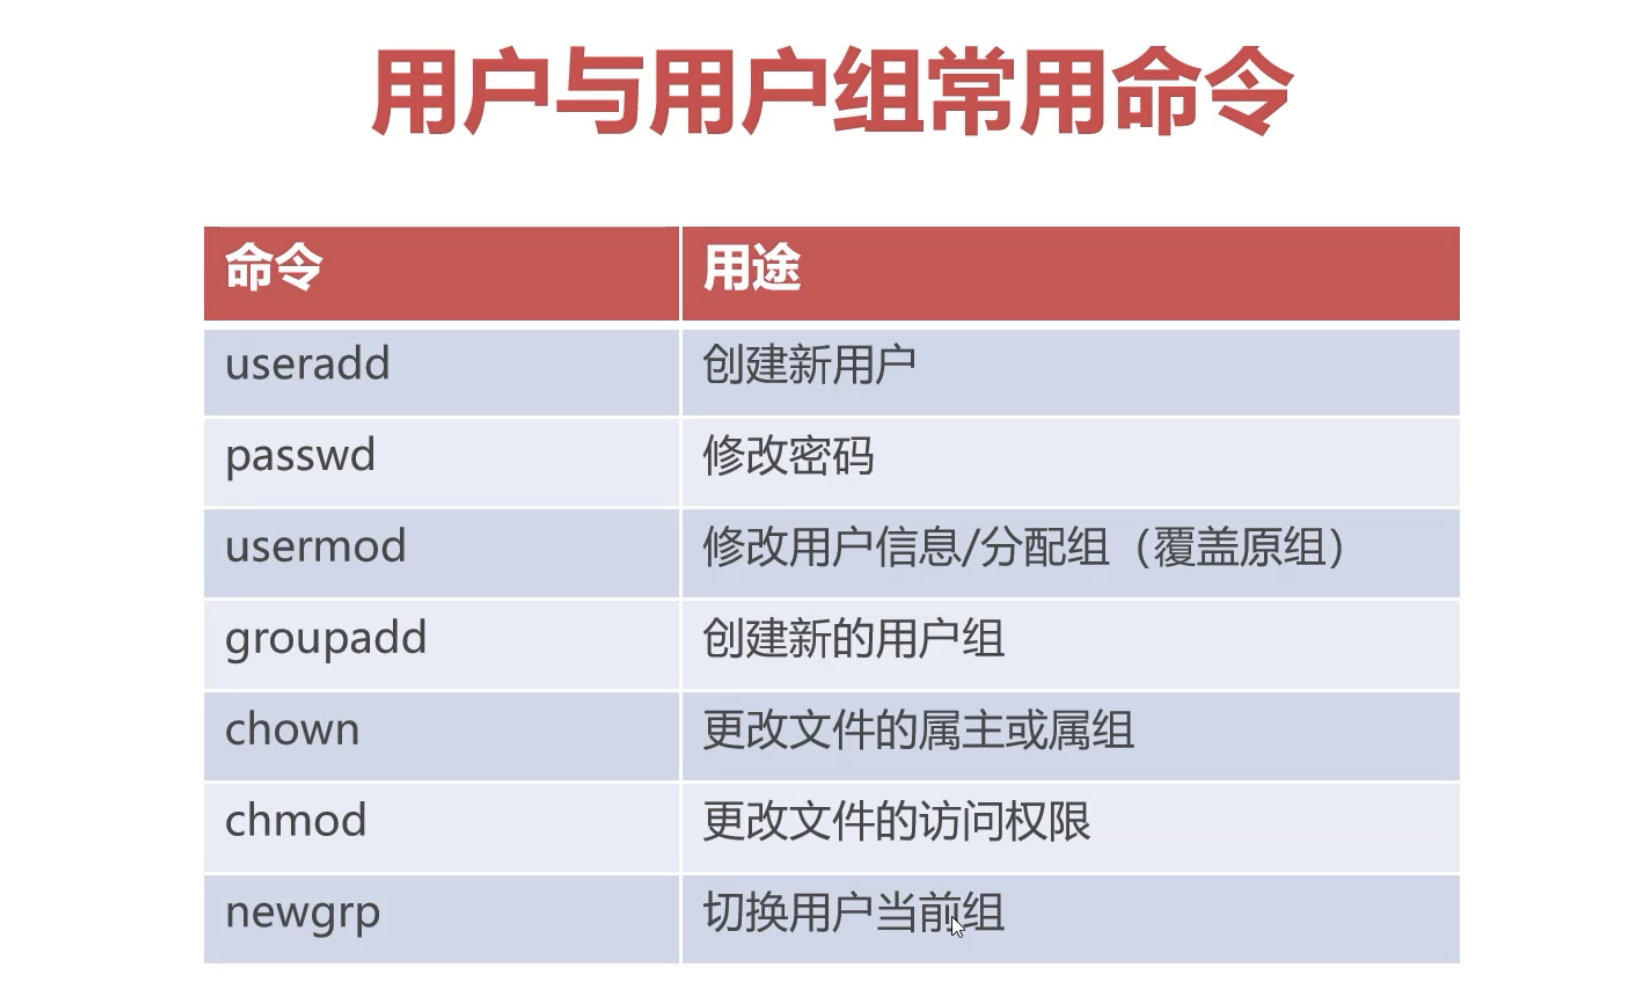 用户与用户组常用命令
命令 用途
useradd 创建新用户
passwd 修改密码
usermod 修改用户信息/分配组（覆盖原组）
groupadd 创建新的用户组
chown 更改文件的属主或属组
chmod 更改文件的访问权限
newgrp 切换用户当前组